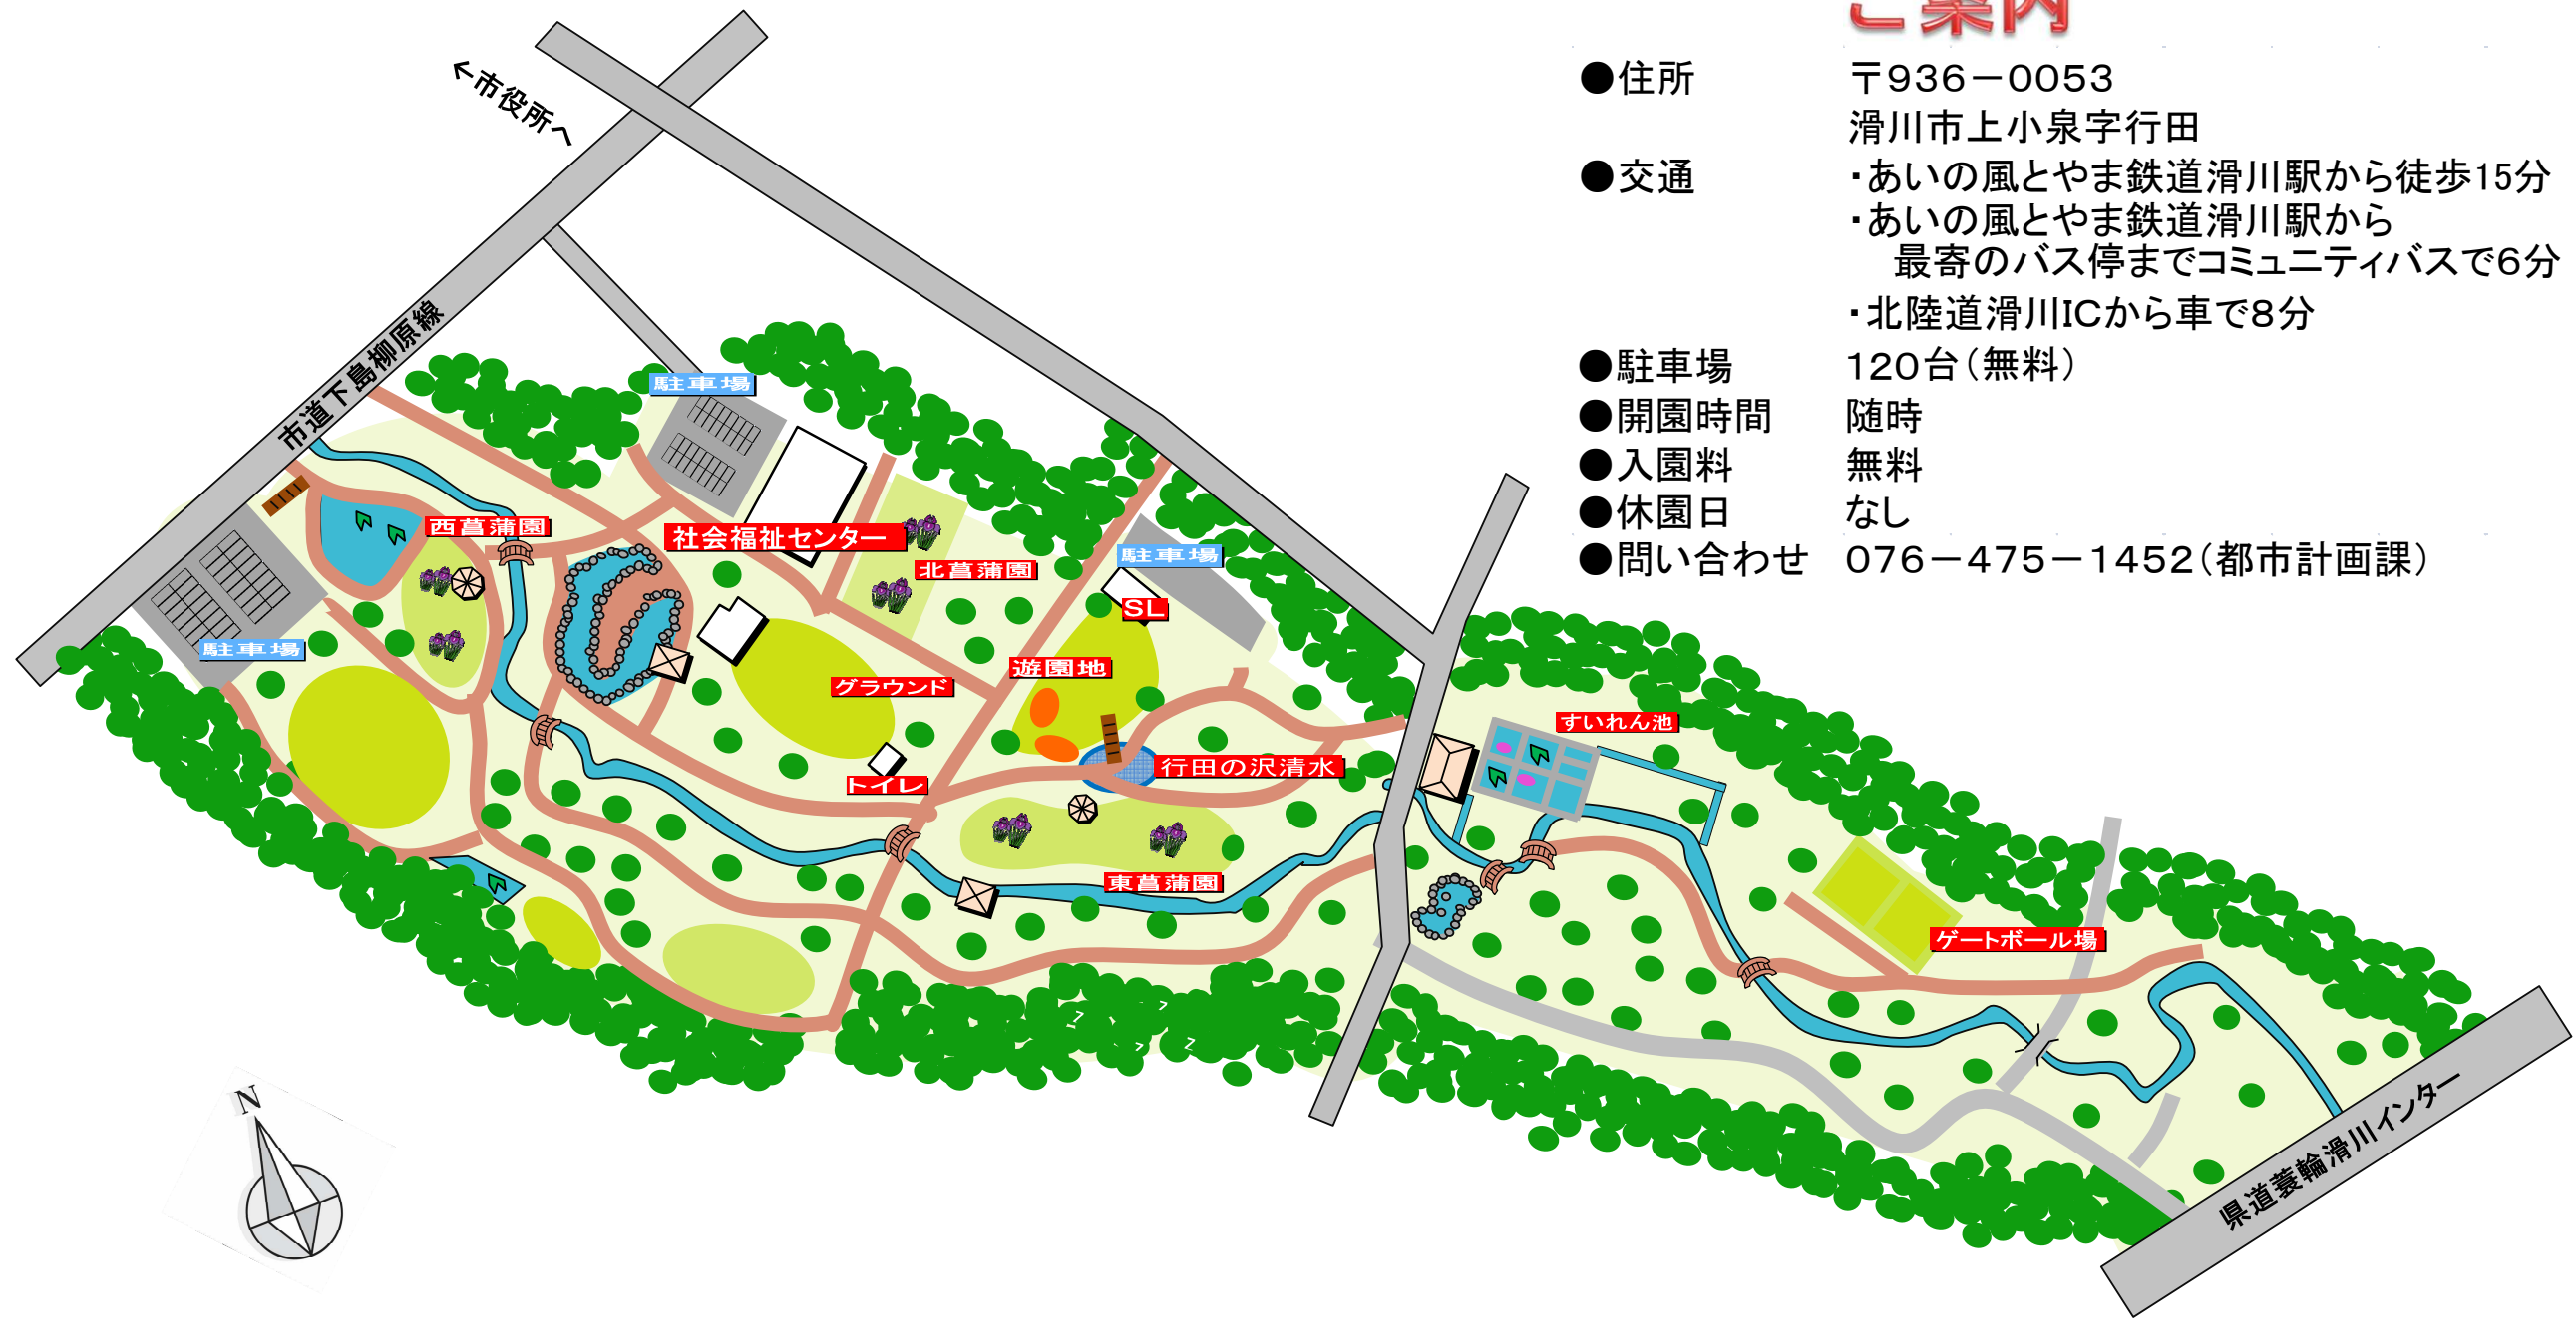 ご案内
●住所 〒936－0053
滑川市上小泉字行田
●交通 ・あいの風とやま鉄道滑川駅から徒歩15分
・あいの風とやま鉄道滑川駅から
最寄のバス停までコミュニティバスで6分
・北陸道滑川ICから車で8分
●駐車場 120台（無料）
●開園時間 随時
●入園料 無料
●休園日 なし
●問い合わせ 076－475－1452（都市計画課）
←市役所へ
市道下島柳原線
駐車場
西菖蒲園
社会福祉センター
北菖蒲園
駐車場
SL
駐車場
遊園地
グラウンド
すいれん池
行田の沢清水
トイレ
東菖蒲園
ゲートボール場
N
県道蓑輪滑川インター